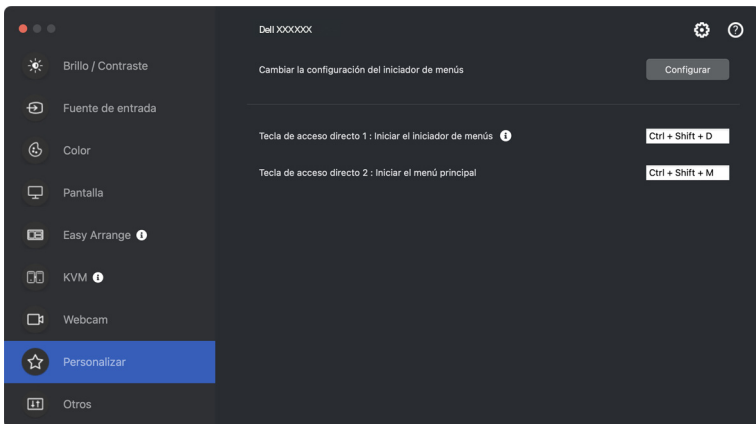 Dell XXXXXX
Brillo / Contraste
Fuente de entrada
Color
Pantalla
Easy Arrange
KVM
Webcam
Personalizar
Otros
Cambiar la configuración del iniciador de menús
Configurar
Tecla de acceso directo 1 : Iniciar el iniciador de menús
Ctrl + Shift + D
Tecla de acceso directo 2 : Iniciar el menú principal
Ctrl + Shift + M